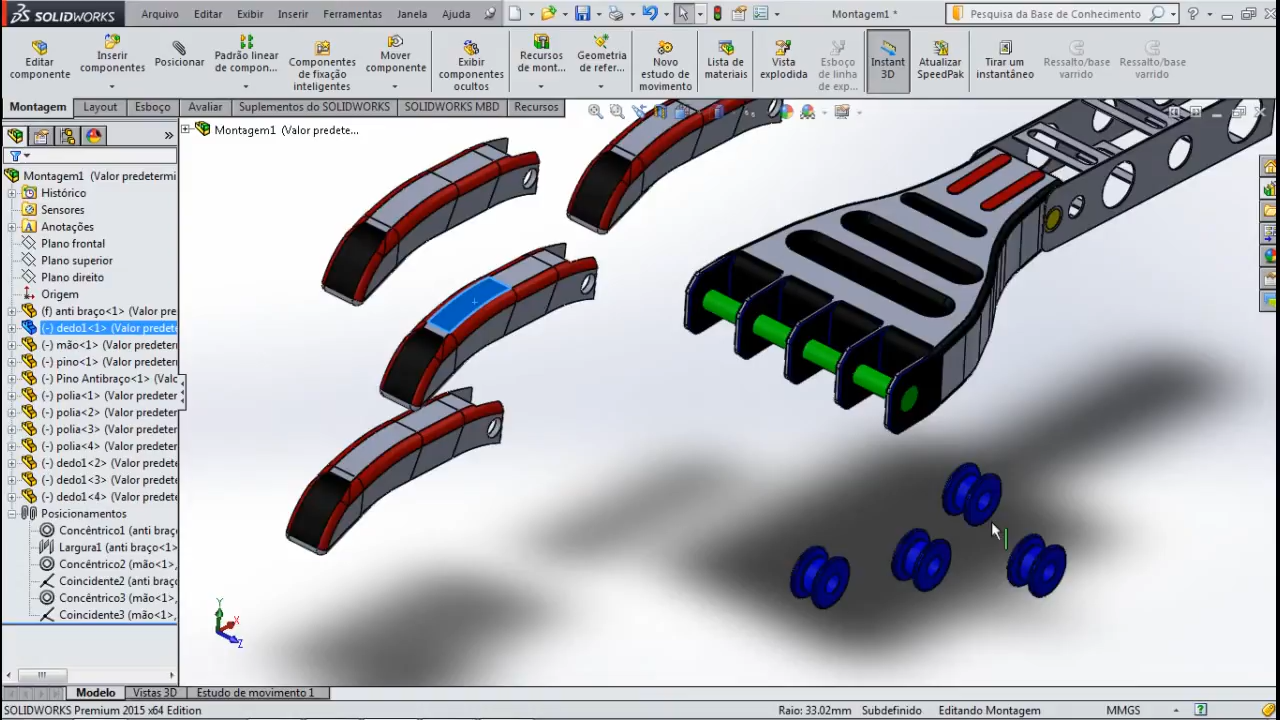 SOLIDWORKS
Arquivo Editar Exibir Inserir Ferramentas Janela Ajuda
Montagem1 *
Pesquisa da Base de Conhecimento
Editar componente
Inserir componentes
Posicionar
Padrão linear de compon...
Componentes de fixação inteligentes
Mover componente
Exibir componentes ocultos
Recursos de mont...
Geometria de refer...
Novo estudo de movimento
Lista de materiais
Vista explodida
Esboço de linha de exp...
Instant 3D
Atualizar SpeedPak
Tirar um instantâneo
Ressalto/base varrido
Ressalto/base varrido
Montagem Layout Esboço Avaliar Suplementos do SOLIDWORKS SOLIDWORKS MBD Recursos
Montagem1 (Valor predete...
Montagem1 (Valor predetermi
Histórico
Sensores
Anotações
Plano frontal
Plano superior
Plano direito
Origem
(f) anti braço<1> (Valor pre
(-) dedo1<1> (Valor predete
(-) mão<1> (Valor predeter
(-) pino<1> (Valor predeter
(-) Pino Antibraço<1> (Valo
(-) polia<1> (Valor predeter
(-) polia<2> (Valor predeter
(-) polia<3> (Valor predeter
(-) polia<4> (Valor predeter
(-) dedo1<2> (Valor predete
(-) dedo1<3> (Valor predete
(-) dedo1<4> (Valor predete
Posicionamentos
Concêntrico1 (anti braç
Largura1 (anti braço<1>
Concêntrico2 (mão<1>,
Coincidente2 (anti braç
Concêntrico3 (mão<1>,
Coincidente3 (mão<1>,
Y
X
Z
Modelo Vistas 3D Estudo de movimento 1
SOLIDWORKS Premium 2015 x64 Edition
Raio: 33.02mm Subdefinido Editando Montagem MMGS